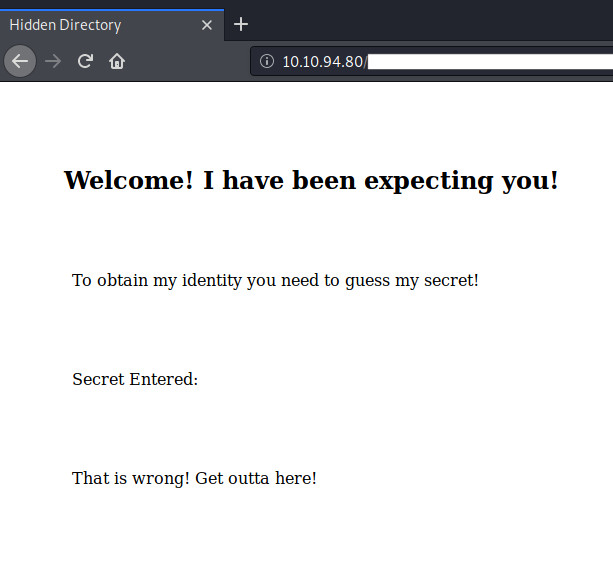 Hidden Directory
10.10.94.80/
Welcome! I have been expecting you!
To obtain my identity you need to guess my secret!
Secret Entered:
That is wrong! Get outta here!